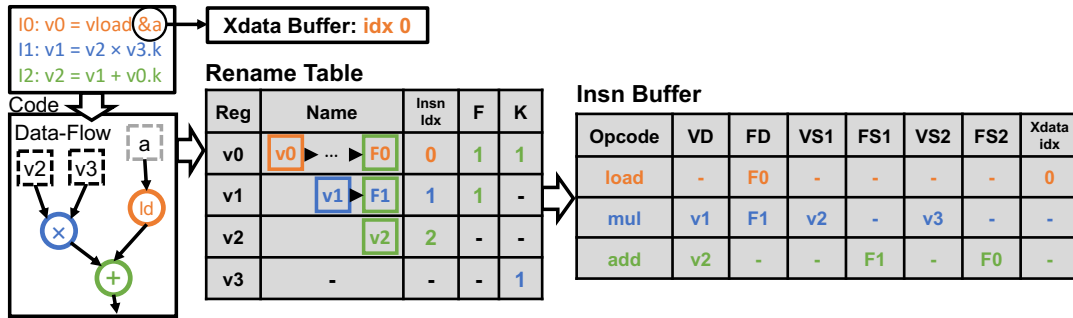 I0: v0 = vload &a
I1: v1 = v2 × v3.k
I2: v2 = v1 + v0.k
Xdata Buffer: idx 0
Code
Data-Flow
a
v2 v3
ld
×
+
Rename Table
Reg Name Insn Idx F K
v0 v0 ... F0 0 1 1
v1 v1 F1 1 1 -
v2 v2 2 - -
v3 - - - 1
Insn Buffer
Opcode VD FD VS1 FS1 VS2 FS2 Xdata idx
load - F0 - - - - 0
mul v1 F1 v2 - v3 - -
add v2 - - F1 - F0 -